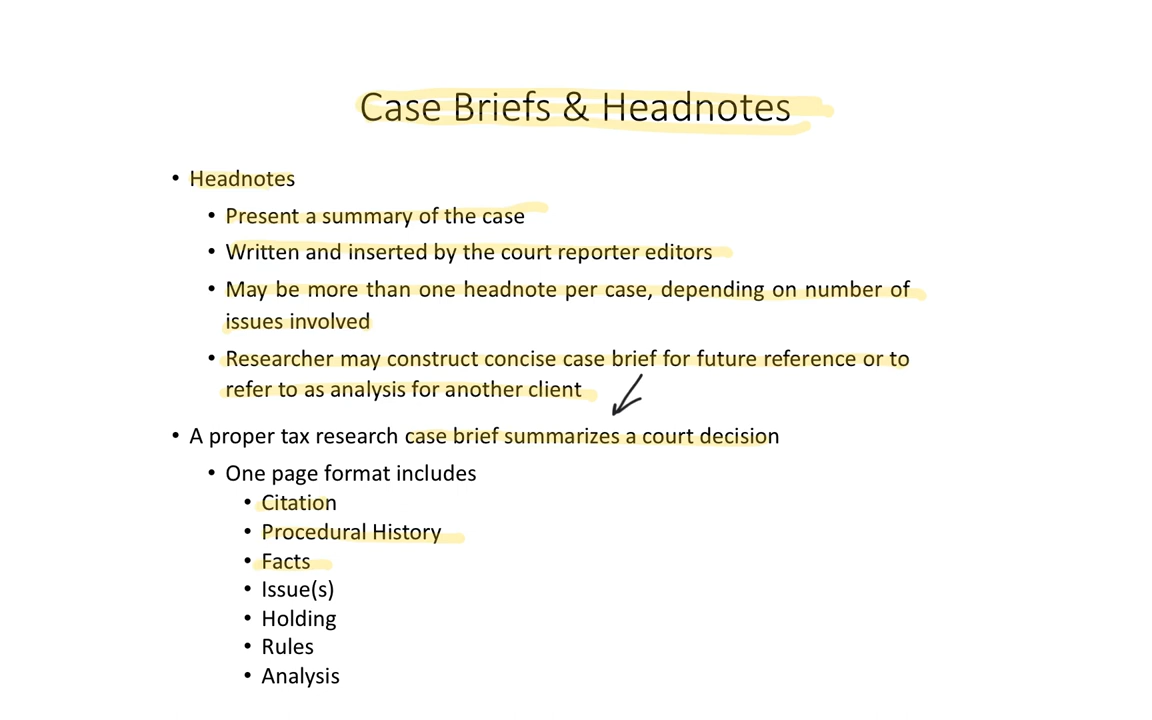 Case Briefs & Headnotes
• Headnotes
• Present a summary of the case
• Written and inserted by the court reporter editors
• May be more than one headnote per case, depending on number of
issues involved
• Researcher may construct concise case brief for future reference or to
refer to as analysis for another client
• A proper tax research case brief summarizes a court decision
• One page format includes
• Citation
• Procedural History
• Facts
• Issue(s)
• Holding
• Rules
• Analysis